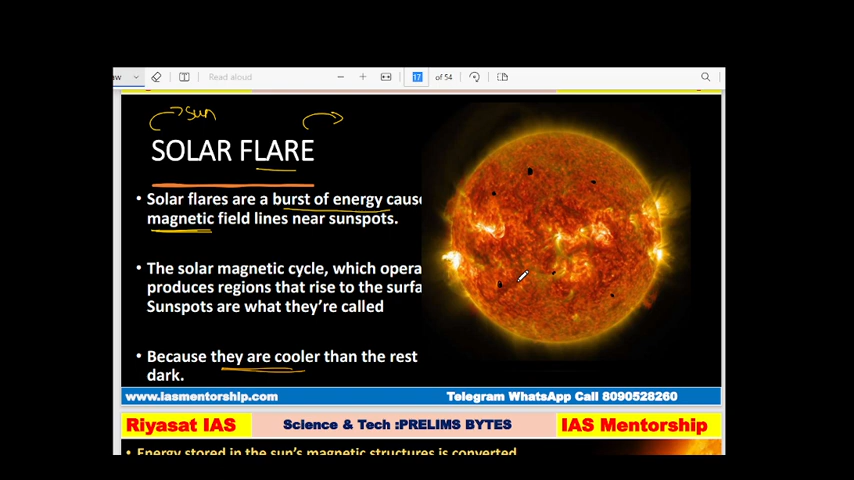 aw
Read aloud
17 of 54
sun
SOLAR FLARE
• Solar flares are a burst of energy caus
magnetic field lines near sunspots.
• The solar magnetic cycle, which opera
produces regions that rise to the surfa
Sunspots are what they're called
• Because they are cooler than the rest
dark.
www.iasmentorship.com Telegram WhatsApp Call 8090528260
Riyasat IAS Science & Tech :PRELIMS BYTES IAS Mentorship
• Energy stored in the sun's magnetic structures is converted